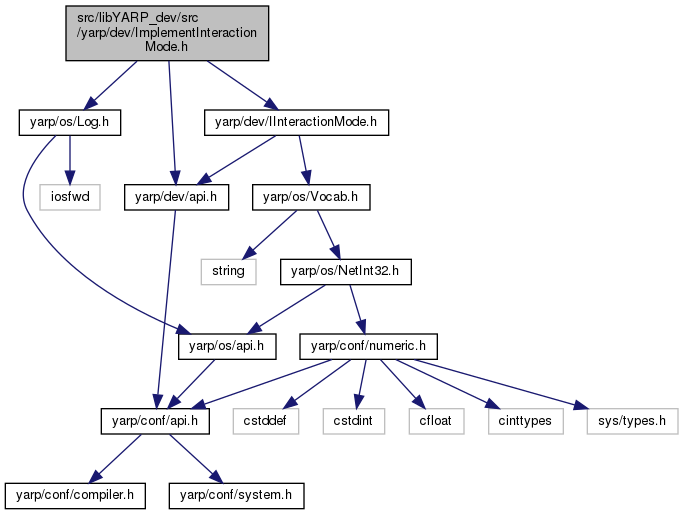 src/libYARP_dev/src
/yarp/dev/ImplementInteraction
Mode.h
yarp/os/Log.h
yarp/dev/IInteractionMode.h
iosfwd
yarp/dev/api.h
yarp/os/Vocab.h
string
yarp/os/NetInt32.h
yarp/os/api.h
yarp/conf/numeric.h
yarp/conf/api.h
cstddef
cstdint
cfloat
cinttypes
sys/types.h
yarp/conf/compiler.h
yarp/conf/system.h